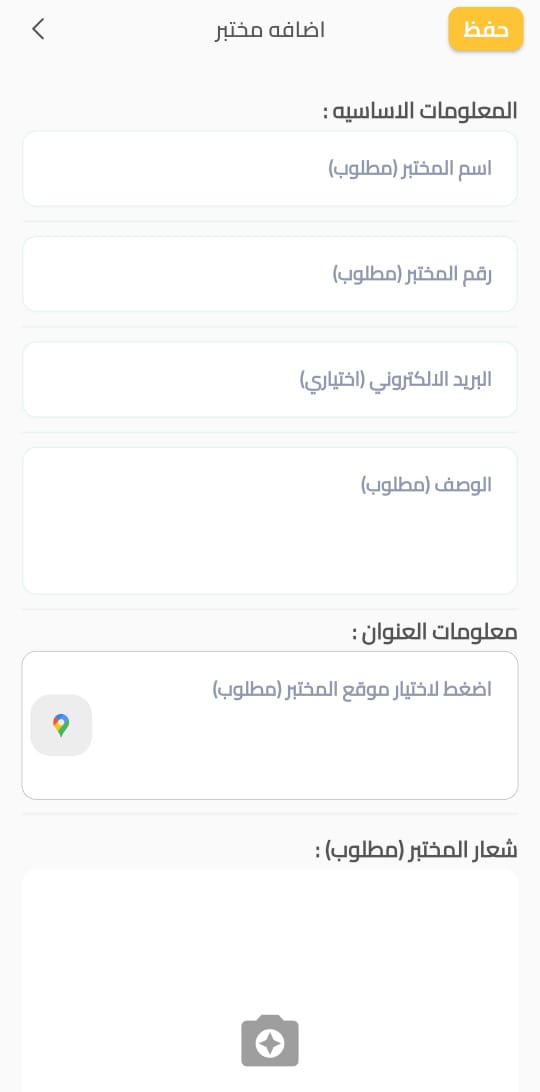 حفظ
اضافه مختبر
المعلومات الاساسيه :
اسم المختبر (مطلوب)
رقم المختبر (مطلوب)
البريد الالكتروني (اختياري)
الوصف (مطلوب)
معلومات العنوان :
اضغط لاختيار موقع المختبر (مطلوب)
شعار المختبر (مطلوب) :